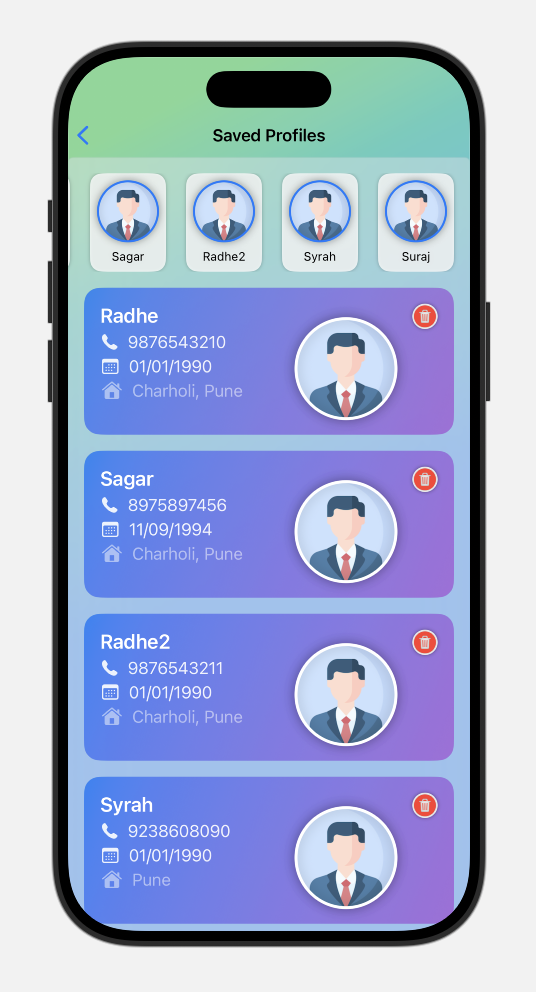 Saved Profiles
Sagar
Radhe2
Syrah
Suraj
Radhe
9876543210
01/01/1990
Charholi, Pune
Sagar
8975897456
11/09/1994
Charholi, Pune
Radhe2
9876543211
01/01/1990
Charholi, Pune
Syrah
9238608090
01/01/1990
Pune